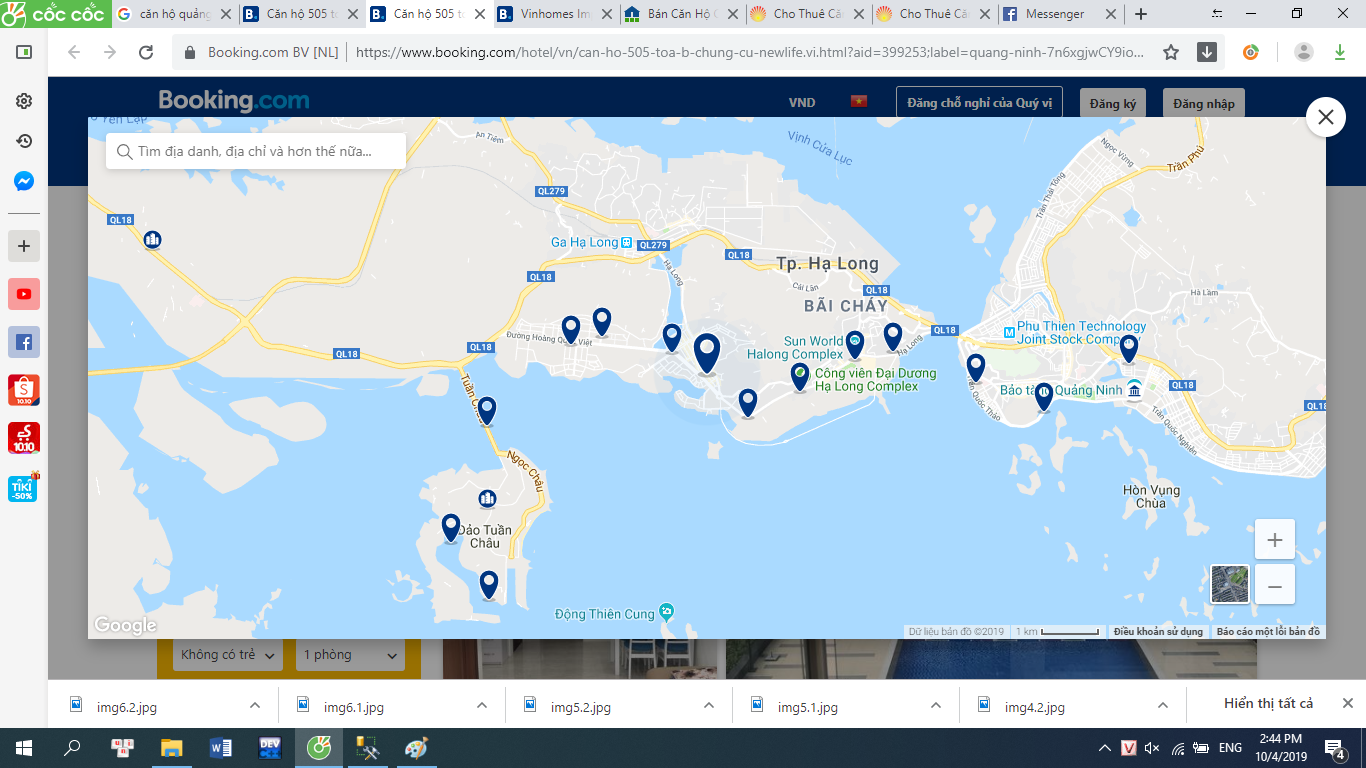 cốc cốc
căn hộ quảng
Căn hộ 505 tò
Căn hộ 505 tò
Vinhomes Im
Bán Căn Hộ C
Cho Thuê Că
Cho Thuê Că
Messenger
Booking.com BV [NL]
https://www.booking.com/hotel/vn/can-ho-505-toa-b-chung-cu-newlife.vi.html?aid=399253;label=quang-ninh-7n6xgjwCY9io...
Booking.com
VND
Đăng chỗ nghỉ của Quý vị
Đăng ký
Đăng nhập
Tìm địa danh, địa chỉ và hơn thế nữa...
An Tiêm
Vịnh Cửa Lục
Ngọc Vừng
Trần Phú
Trần Thái Tông
QL279
QL18
Ga Hạ Long
QL279
QL18
Tp. Hạ Long
Hạ Long
QL18
Cái Lân
QL18
Hà Lầm
BÃI CHÁY
QL18
Phu Thien Technology
Joint Stock Comp
Đường Hoàng Quốc Việt
Sun World
Halong Complex
Hạ Long
QL18
QL18
Công viên Đại Dương
Hạ Long Complex
Tuần Châu
Bảo tàng Quảng Ninh
QL18
QL18
Trần Quốc Thảo
Trần Quốc Nghiễn
Ngọc Châu
Hòn Vụng
Chùa
Đảo Tuần
Châu
Động Thiên Cung
Google
Dữ liệu bản đồ ©2019
1 km
Điều khoản sử dụng
Báo cáo một lỗi bản đồ
Không có trẻ
1 phòng
img6.2.jpg
img6.1.jpg
img5.2.jpg
img5.1.jpg
img4.2.jpg
Hiển thị tất cả
10.10
10.10
TIKI
-50%
DEV
ENG
2:44 PM
10/4/2019
4